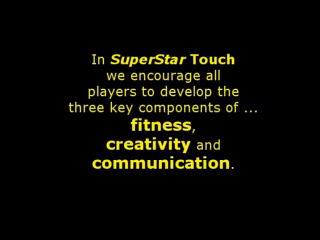 In SuperStar Touch
we encourage all
players to develop the
three key components of ...
fitness,
creativity and
communication.